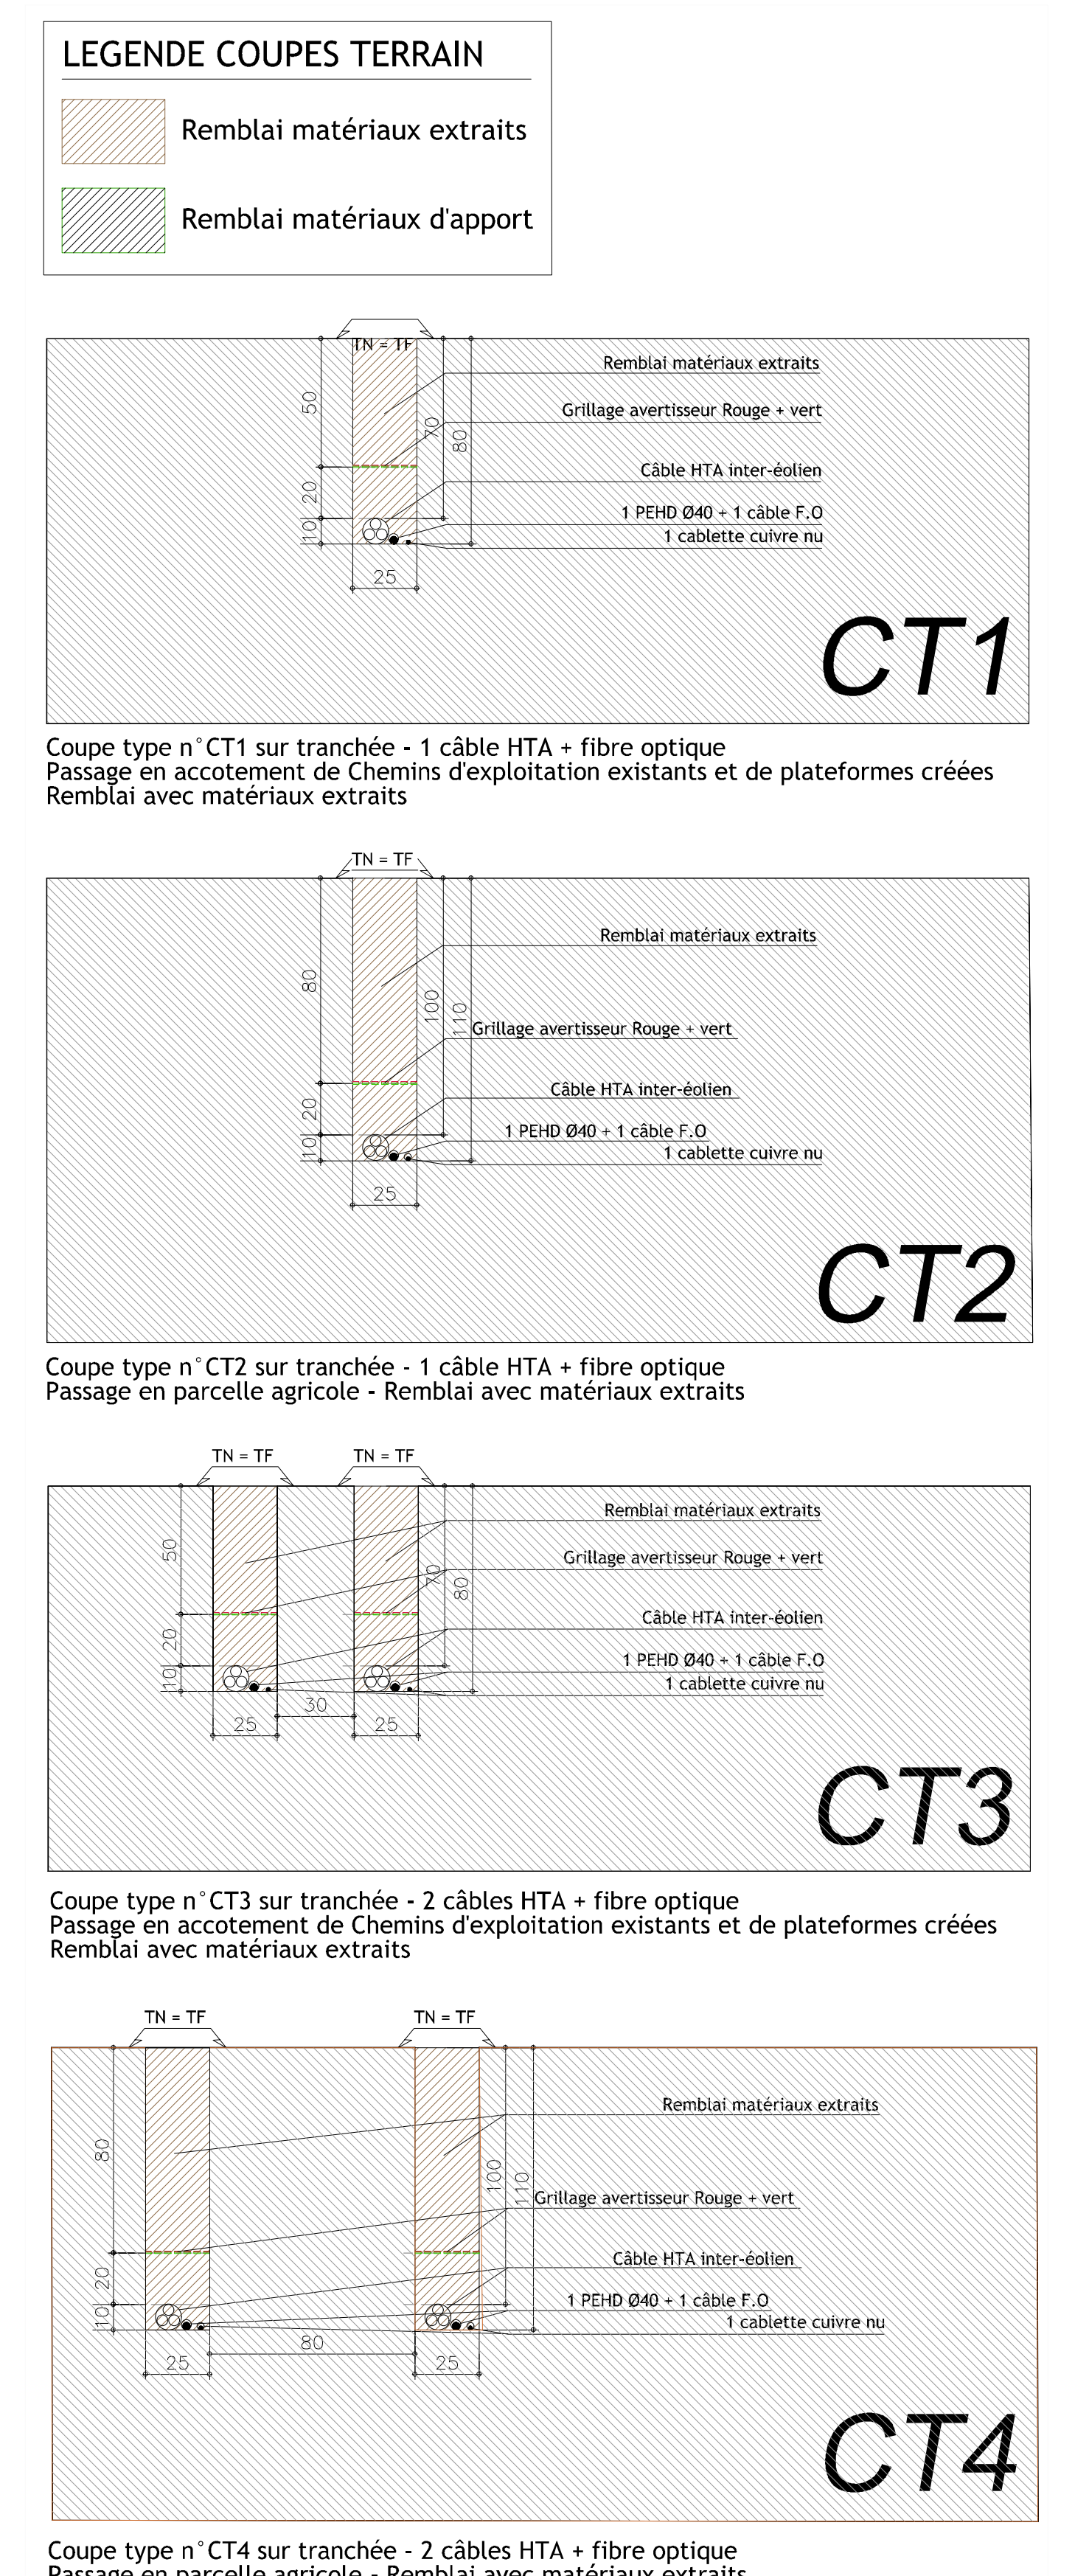 LEGENDE COUPES TERRAIN
Remblai matériaux extraits
Remblai matériaux d'apport
TN = TF
Remblai matériaux extraits
50
70
Grillage avertisseur Rouge + vert
80
Câble HTA inter-éolien
20
1 PEHD Ø40 + 1 câble F.O
10
1 cablette cuivre nu
25
CT1
Coupe type n°CT1 sur tranchée - 1 câble HTA + fibre optique
Passage en accotement de Chemins d'exploitation existants et de plateformes créées
Remblai avec matériaux extraits
TN = TF
Remblai matériaux extraits
80
100
110
Grillage avertisseur Rouge + vert
Câble HTA inter-éolien
20
1 PEHD Ø40 + 1 câble F.O
10
1 cablette cuivre nu
25
CT2
Coupe type n°CT2 sur tranchée - 1 câble HTA + fibre optique
Passage en parcelle agricole - Remblai avec matériaux extraits
TN = TF TN = TF
Remblai matériaux extraits
50
Grillage avertisseur Rouge + vert
70
80
Câble HTA inter-éolien
20
1 PEHD Ø40 + 1 câble F.O
10
1 cablette cuivre nu
30
25 25
CT3
Coupe type n°CT3 sur tranchée - 2 câbles HTA + fibre optique
Passage en accotement de Chemins d'exploitation existants et de plateformes créées
Remblai avec matériaux extraits
TN = TF TN = TF
Remblai matériaux extraits
80
100
110
Grillage avertisseur Rouge + vert
Câble HTA inter-éolien
20
1 PEHD Ø40 + 1 câble F.O
10
1 cablette cuivre nu
80
25 25
CT4
Coupe type n°CT4 sur tranchée - 2 câbles HTA + fibre optique
Passage en parcelle agricole - Remblai avec matériaux extraits